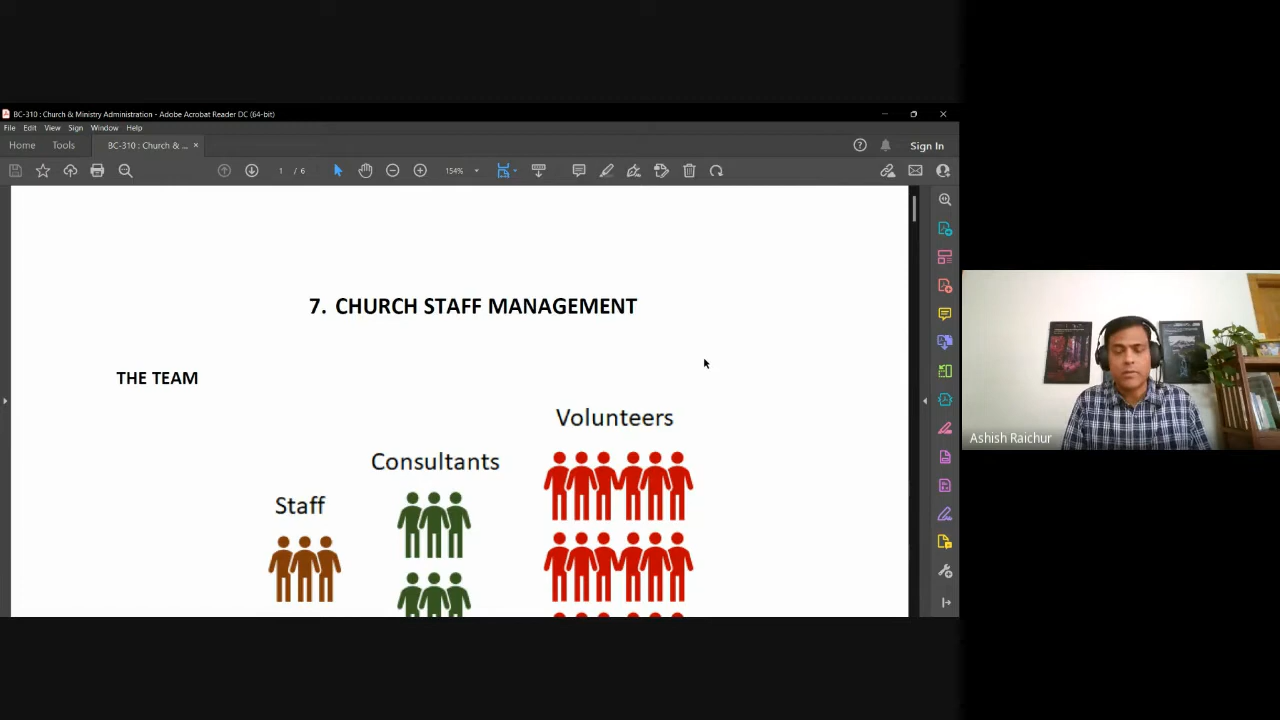 BC-310 : Church & Ministry Administration - Adobe Acrobat Reader DC (64-bit)
File Edit View Sign Window Help
Home Tools BC-310 : Church & ... × Sign In
1 / 6 154%
7. CHURCH STAFF MANAGEMENT
THE TEAM
Volunteers
Consultants
Staff
Ashish Raichur